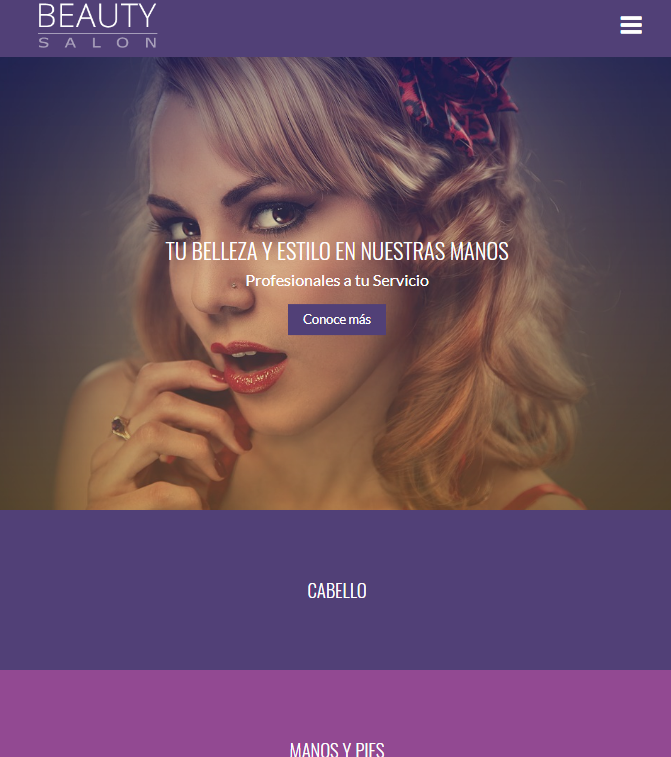 BEAUTY
SALON
TU BELLEZA Y ESTILO EN NUESTRAS MANOS
Profesionales a tu Servicio
Conoce más
CABELLO
MANOS Y PIES